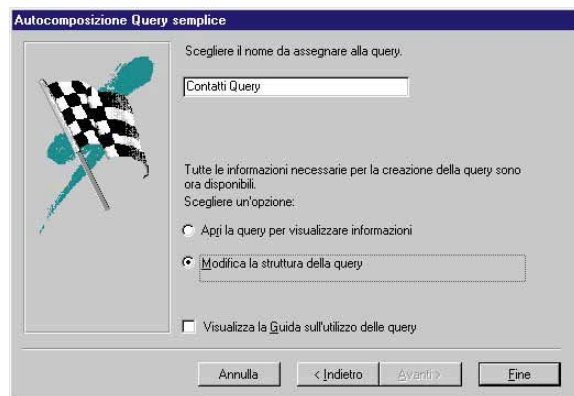 Autocomposizione Query semplice
Scegliere il nome da assegnare alla query.
Contatti Query
Tutte le informazioni necessarie per la creazione della query sono
ora disponibili.
Scegliere un'opzione:
Apri la query per visualizzare informazioni
Modifica la struttura della query
Visualizza la Guida sull'utilizzo delle query
Annulla
< Indietro
Avanti >
Fine